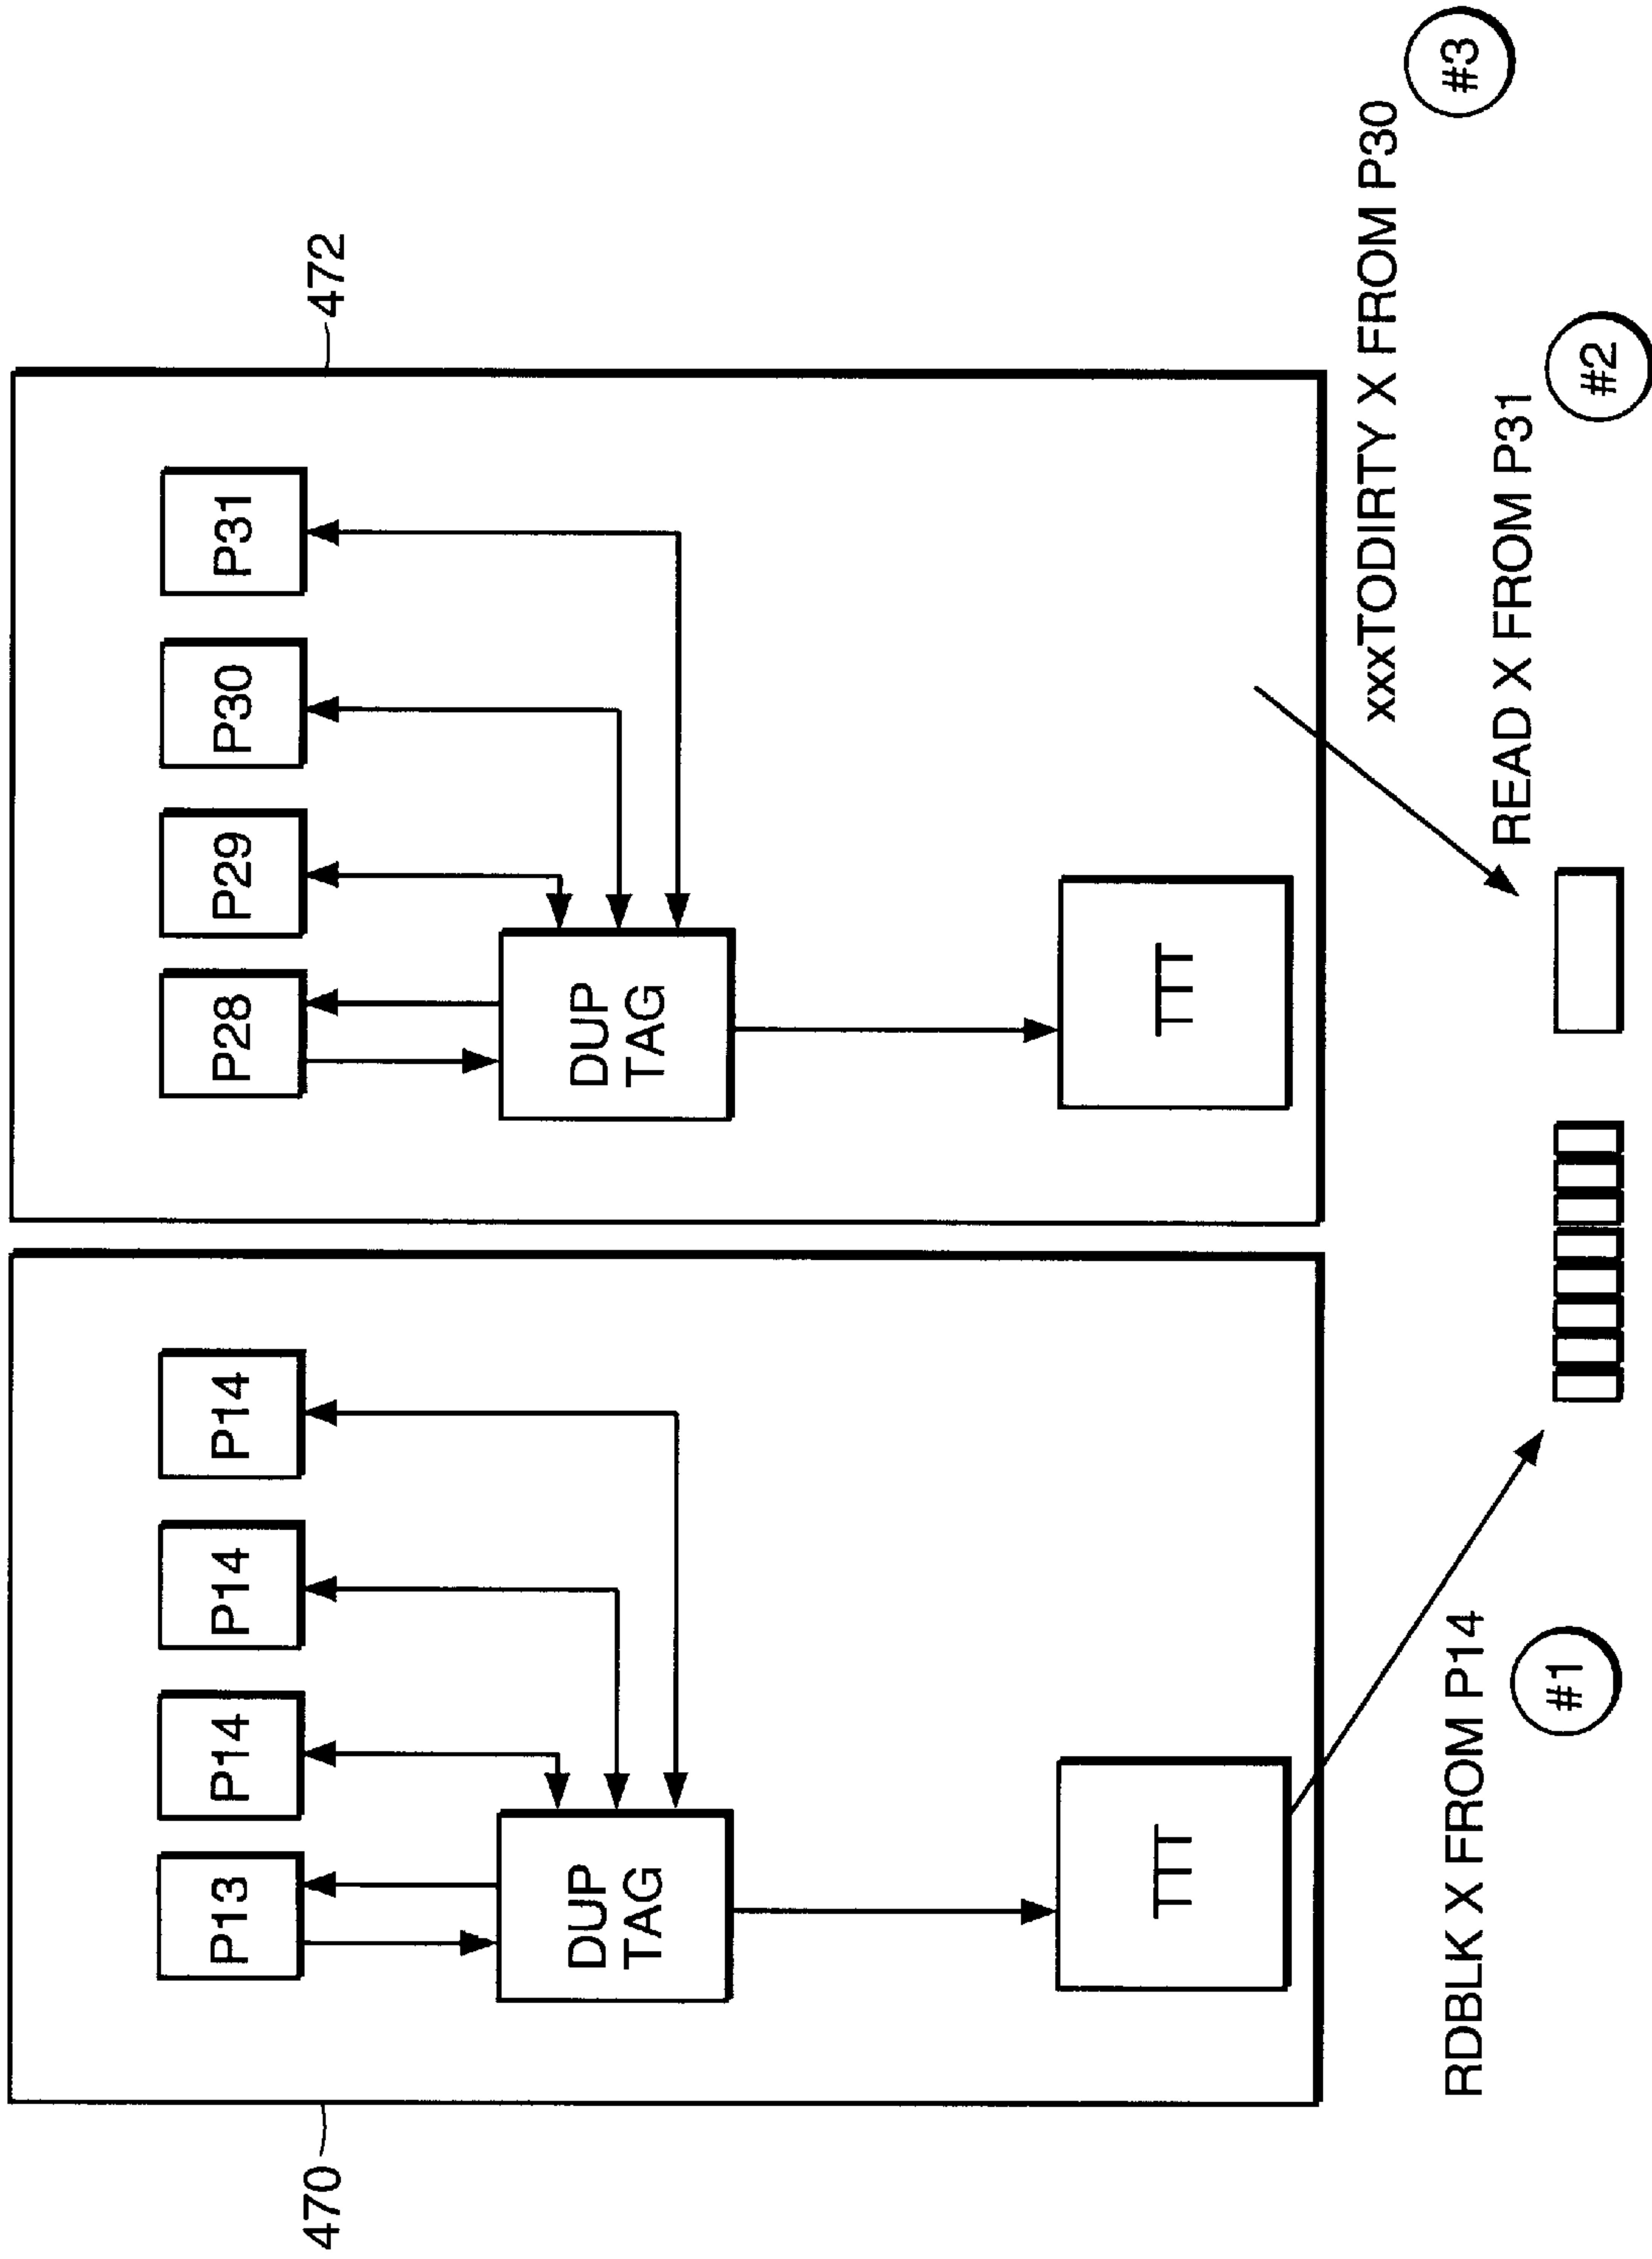 470
P13
P14
P14
P14
DUP
TAG
TTT
472
P28
P29
P30
P31
DUP
TAG
TTT
RDBLK X FROM P14
#1
xxxTODIRTY X FROM P30
#3
READ X FROM P31
#2